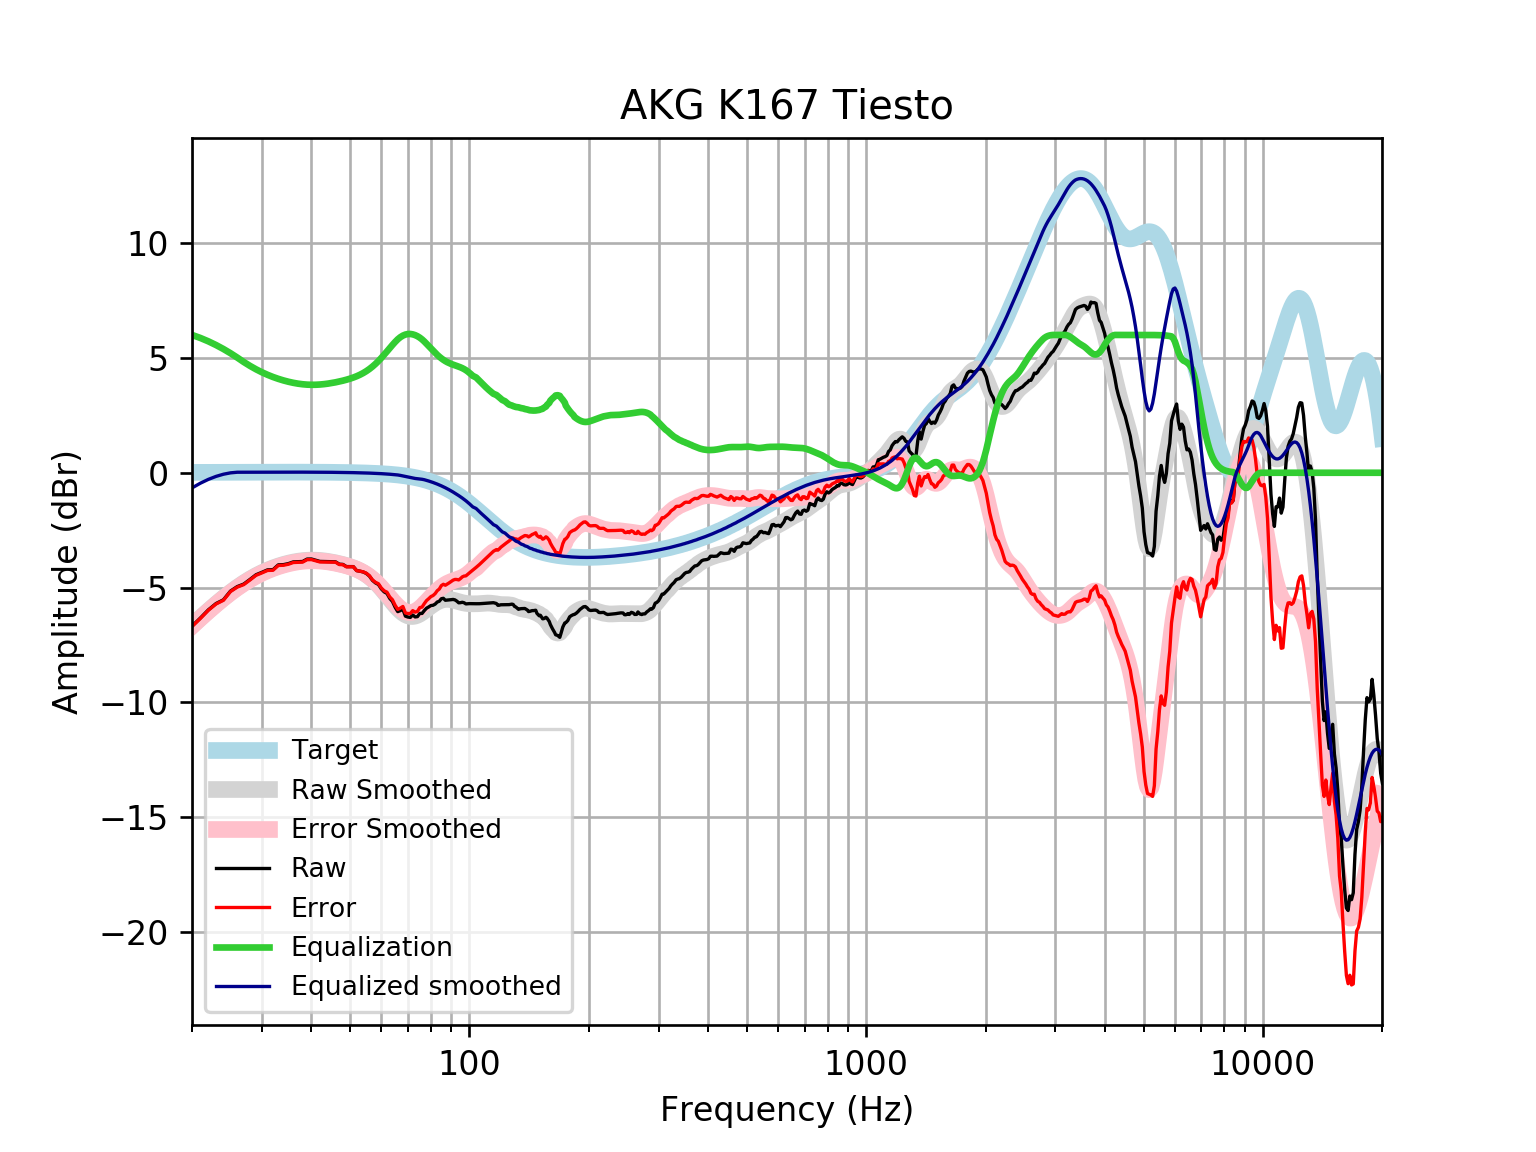 AKG K167 Tiesto
Amplitude (dBr)
10
5
0
−5
−10
−15
−20
Target
Raw Smoothed
Error Smoothed
Raw
Error
Equalization
Equalized smoothed
100
1000
10000
Frequency (Hz)